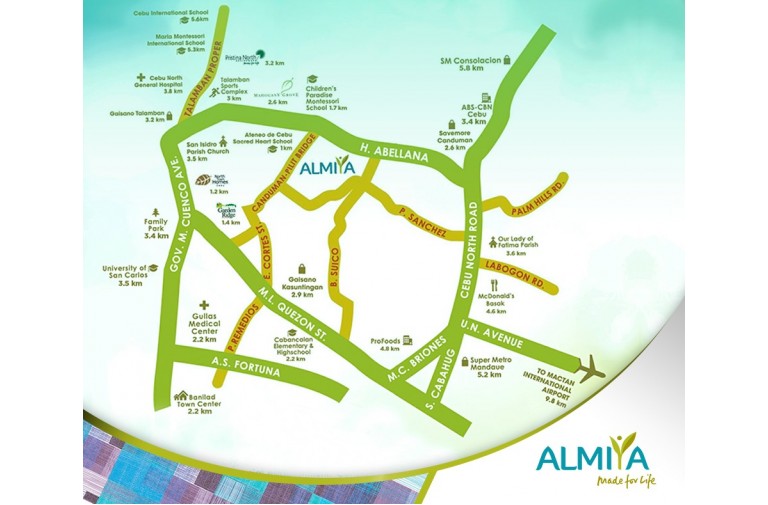 Cebu International School
5.6km
Maria Montessori
International School
5.3km
TALAMBAN PROPER
Pristina North
3.2 km
Cebu North
General Hospital
3.8 km
Talamban
Sports
Complex
3 km
MAHOGANY GROVE
2.6 km
Children's
Paradise
Montessori
School 1.7 km
SM Consolacion
5.8 km
ABS-CBN
Cebu
3.4 km
Savemore
Canduman
2.6 km
Gaisano Talamban
3.2 km
San Isidro
Parish Church
3.5 km
Ateneo de Cebu
Sacred Heart School
1km
H. ABELLANA
CANDUMAN-PILIT BRIDGE
ALMIYA
North Town Homes
1.2 km
Garden Ridge
1.4 km
GOV. M. CUENCO AVE.
PALM HILLS RD.
P. SANCHEZ
CEBU NORTH ROAD
Family
Park
3.4 km
E. CORTES ST.
B. SUICO
Our Lady of
Fatima Parish
3.6 km
LABOGON RD.
University of
San Carlos
3.5 km
Gaisano
Kasuntingan
2.9 km
McDonald's
Basak
4.6 km
M.L. QUEZON ST.
Gullas
Medical
Center
2.2 km
P. REMEDIOS
Cabancalan
Elementary &
Highschool
2.2 km
ProFoods
4.8 km
M.C. BRIONES
S. CABAHUG
U.N. AVENUE
Super Metro
Mandaue
5.2 km
TO MACTAN
INTERNATIONAL
AIRPORT
9.8 km
A.S. FORTUNA
Banilad
Town Center
2.2 km
ALMIYA
Made for Life